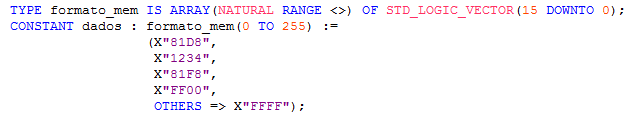 TYPE formato_mem IS ARRAY(NATURAL RANGE <>) OF STD_LOGIC_VECTOR(15 DOWNTO 0);
CONSTANT dados : formato_mem(0 TO 255) :=
(X"81D8",
X"1234",
X"81F8",
X"FF00",
OTHERS => X"FFFF");